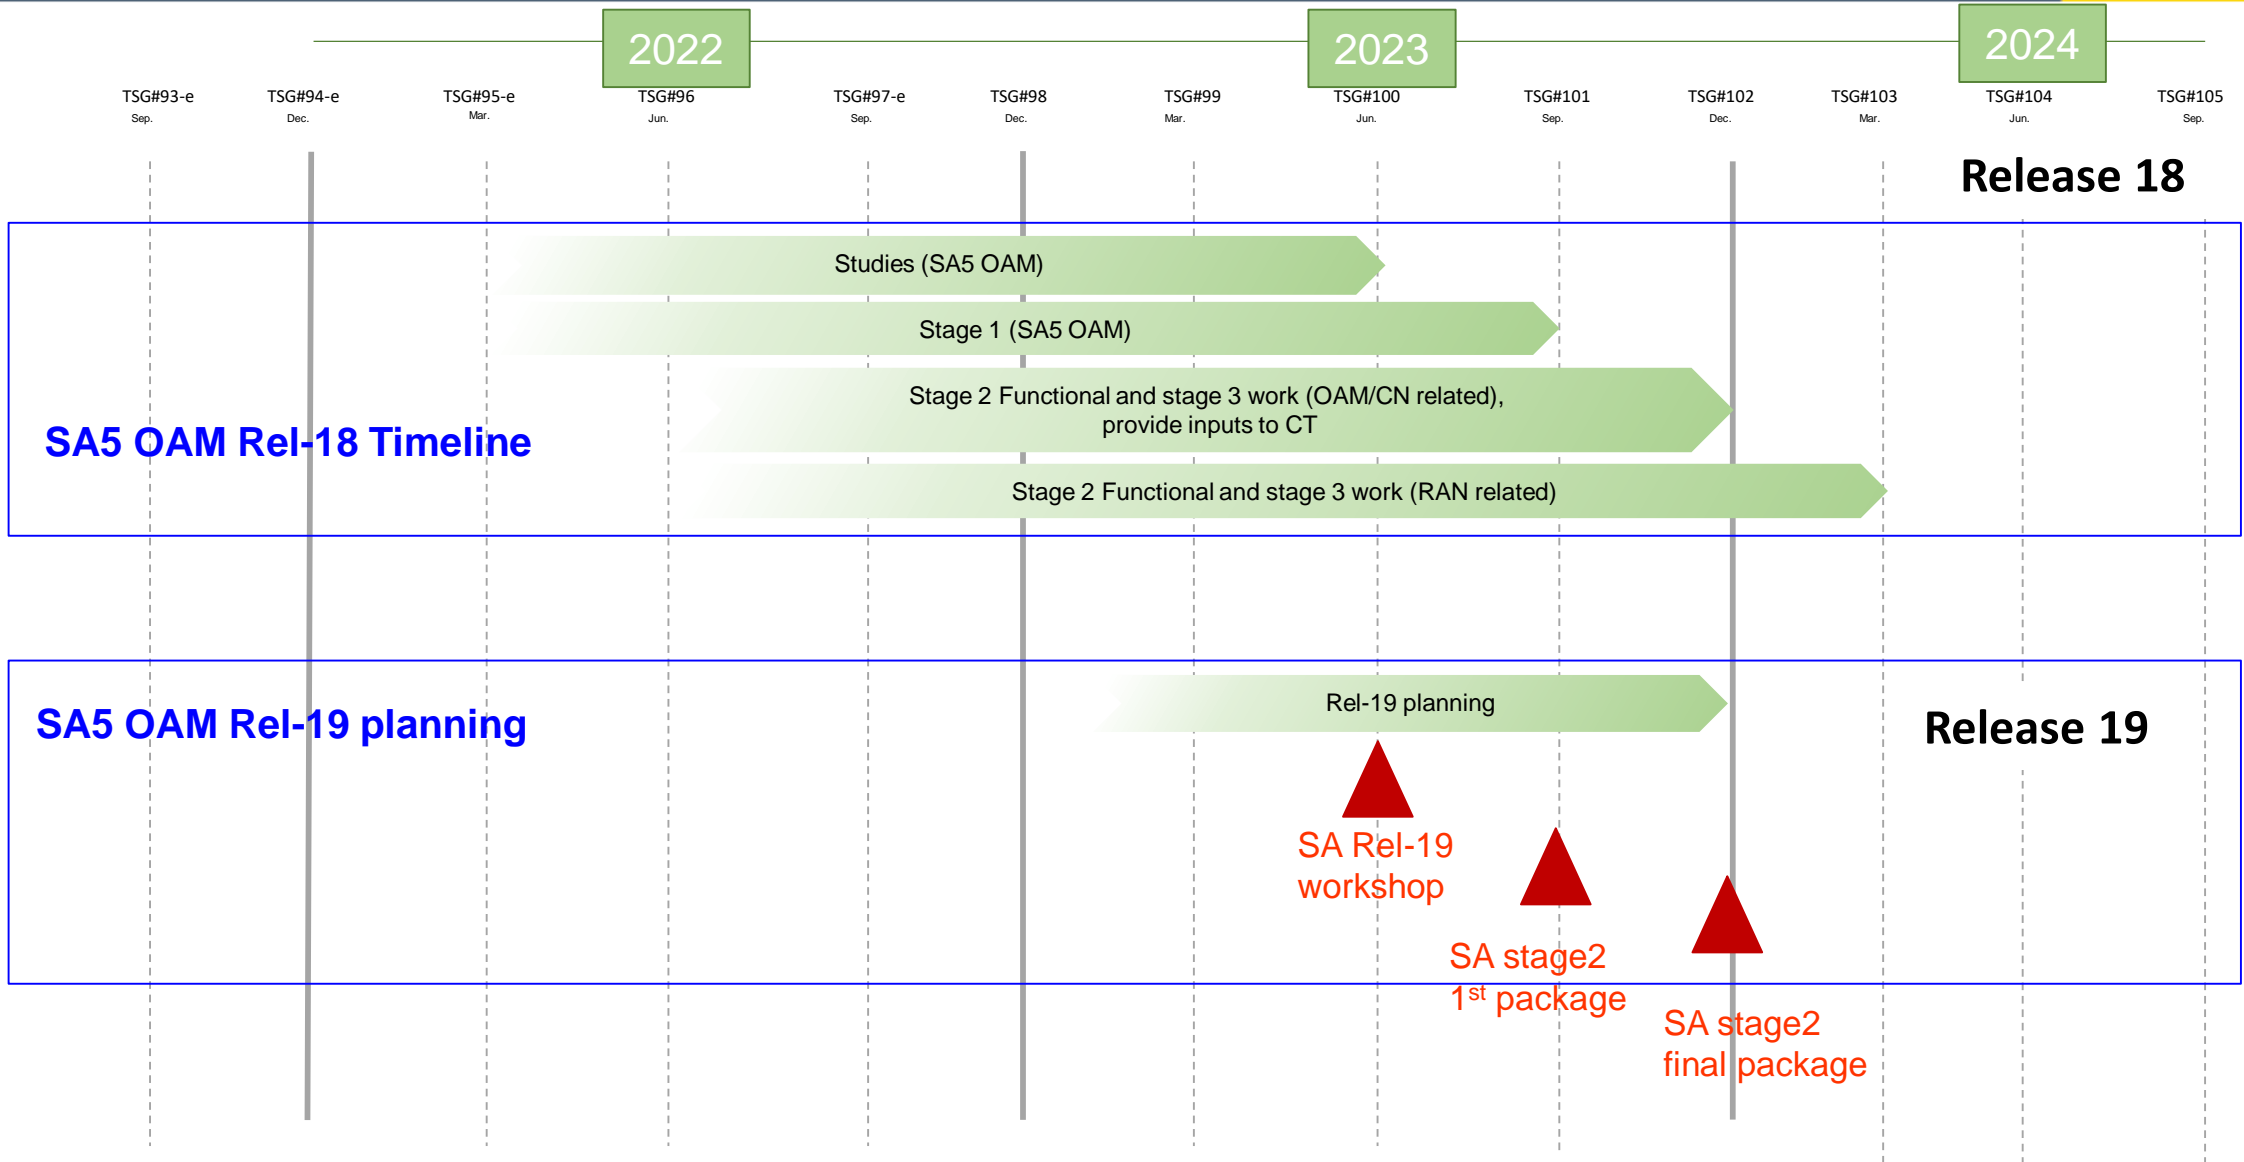 2022
2023
2024
TSG#93-e
TSG#94-e
TSG#95-e
TSG#96
TSG#97-e
TSG#98
TSG#99
TSG#100
TSG#101
TSG#102
TSG#103
TSG#104
TSG#105
Sep.
Dec.
Mar.
Jun.
Sep.
Dec.
Mar.
Jun.
Sep.
Dec.
Mar.
Jun.
Sep.
Release 18
Studies (SA5 OAM)
Stage 1 (SA5 OAM)
Stage 2 Functional and stage 3 work (OAM/CN related),
provide inputs to CT
SA5 OAM Rel-18 Timeline
Stage 2 Functional and stage 3 work (RAN related)
Rel-19 planning
SA5 OAM Rel-19 planning
Release 19
SA Rel-19
workshop
SA stage2
1st package
SA stage2
final package